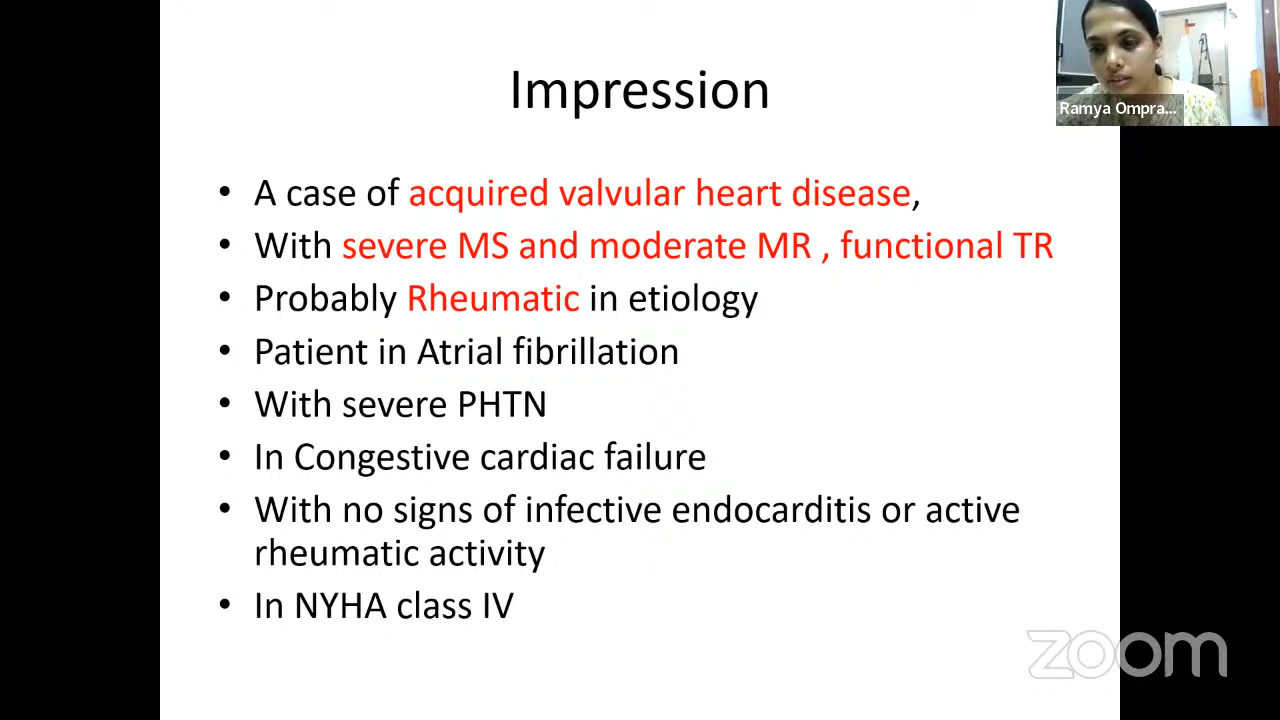 Impression
Ramya Ompra...
• A case of acquired valvular heart disease,
• With severe MS and moderate MR , functional TR
• Probably Rheumatic in etiology
• Patient in Atrial fibrillation
• With severe PHTN
• In Congestive cardiac failure
• With no signs of infective endocarditis or active
rheumatic activity
• In NYHA class IV
zoom